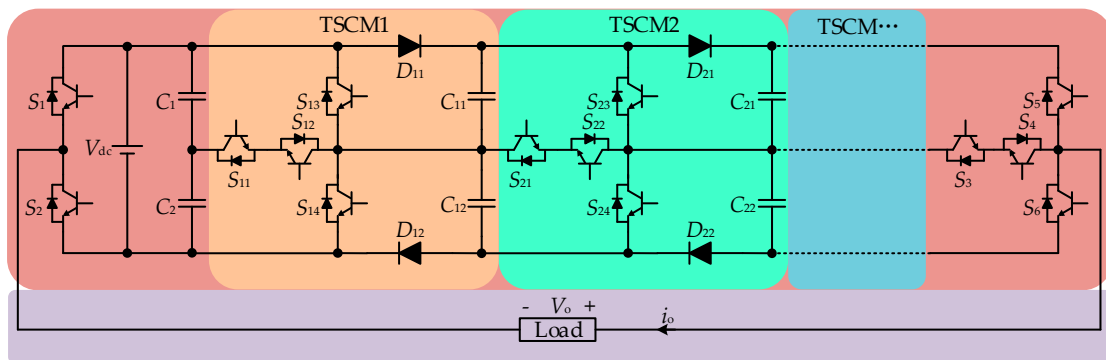 TSCM1
TSCM2
TSCM···
S1
S2
Vdc
C1
C2
S11
S12
S13
S14
D11
D12
C11
C12
S21
S22
S23
S24
D21
D22
C21
C22
S3
S4
S5
S6
- Vo +
Load
io